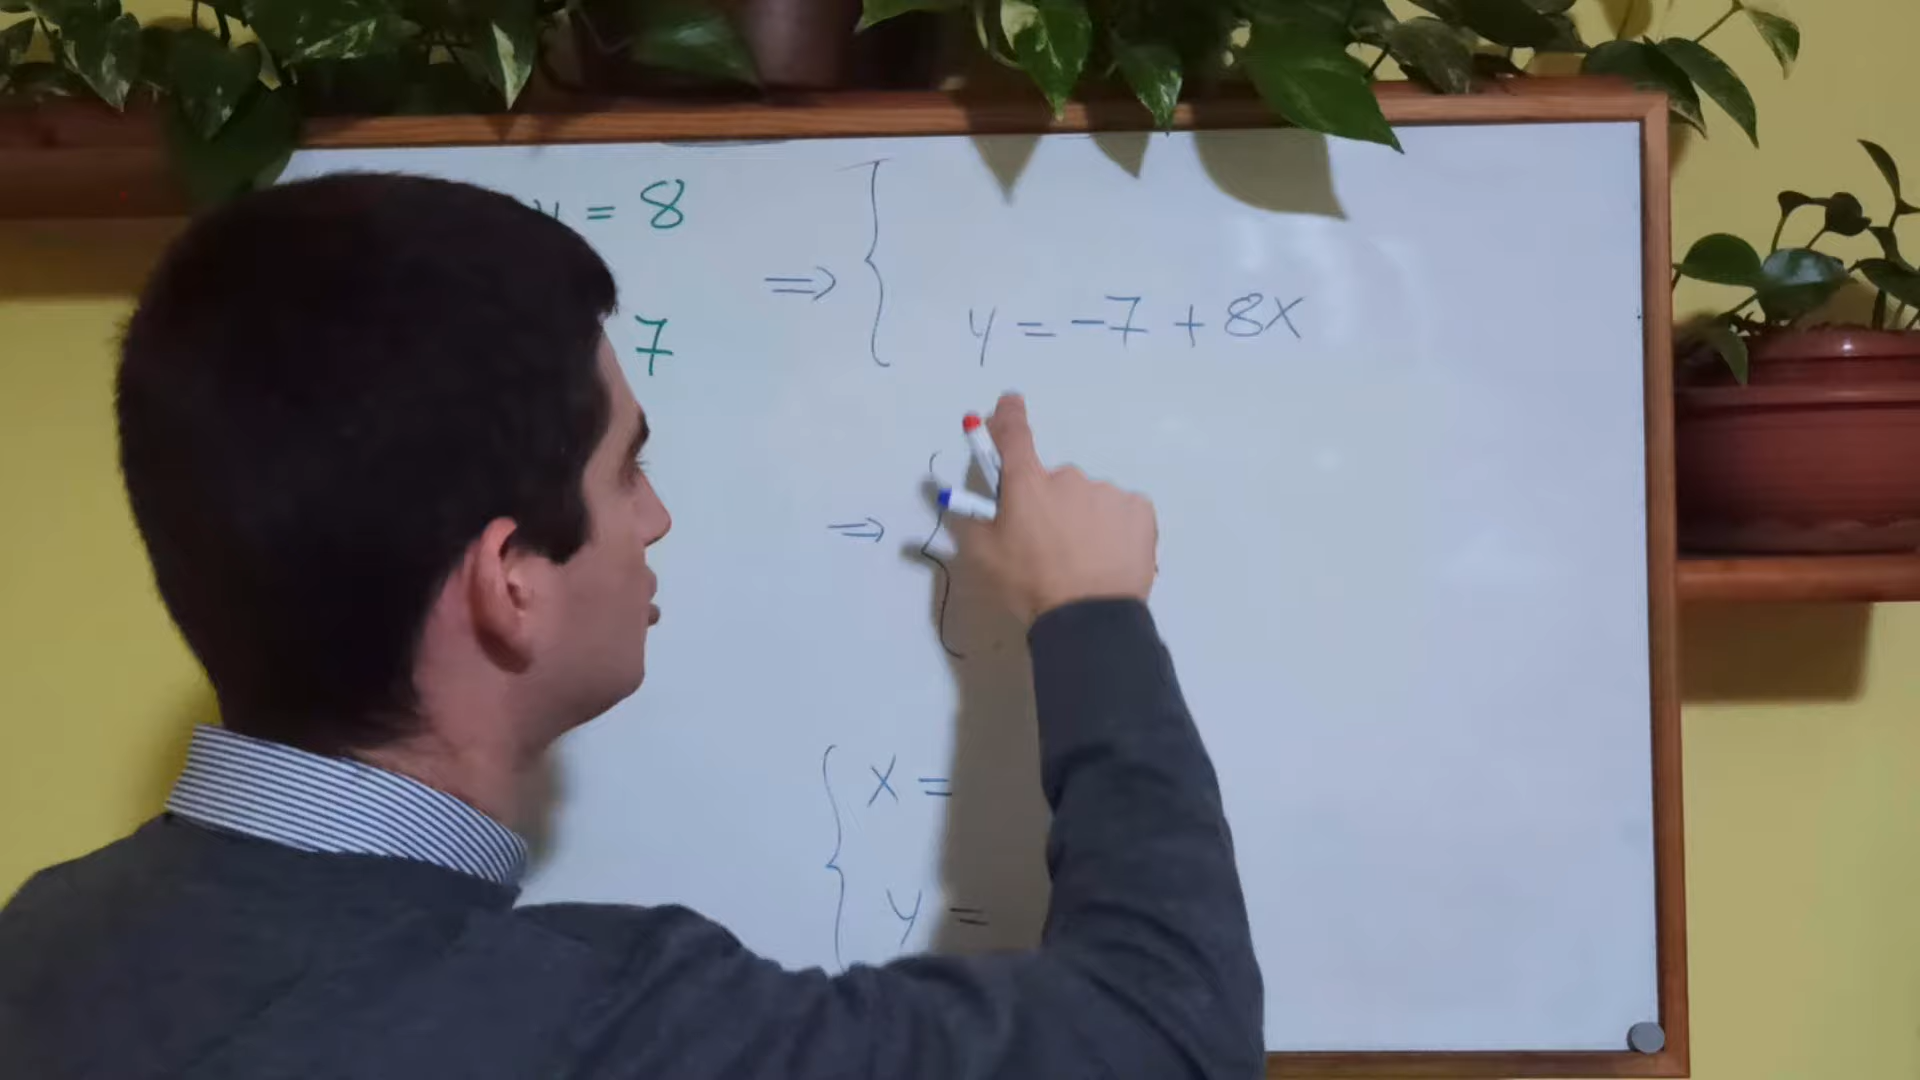 y = 8
7
⇒ {
y = -7 + 8x
⇒ {
{ x =
y =